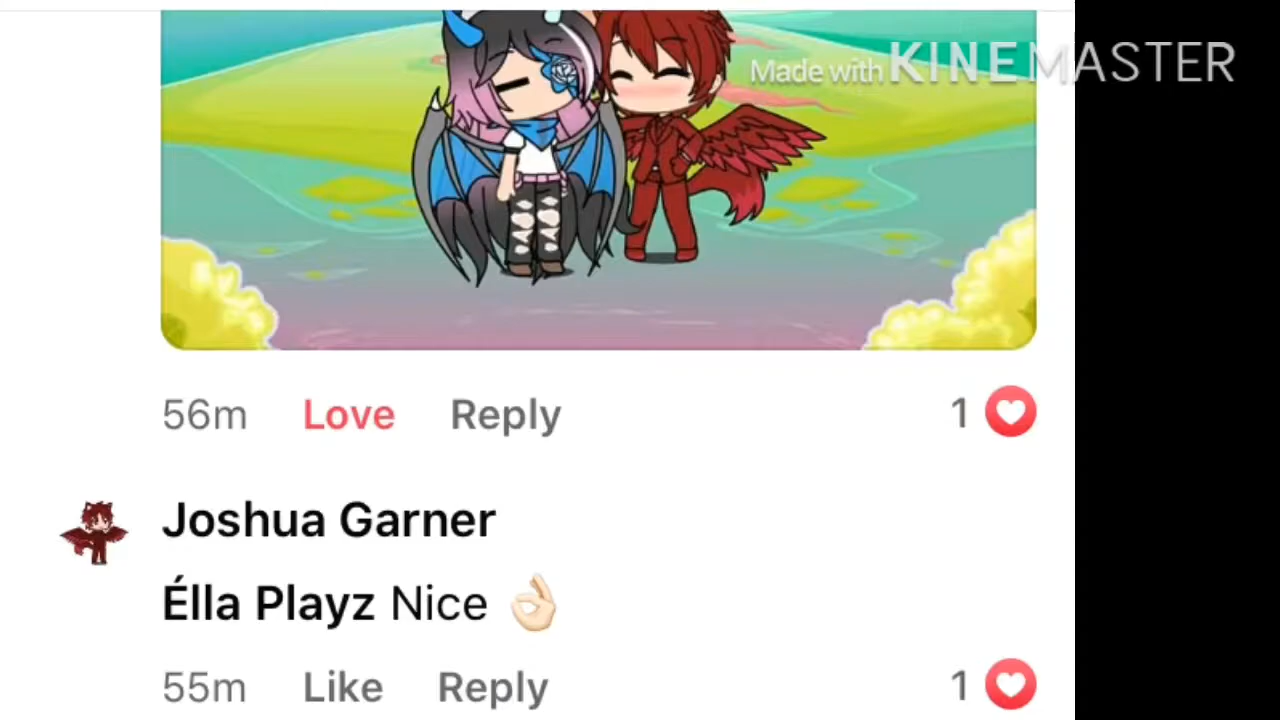 Made with KINEMASTER
56m Love Reply 1
Joshua Garner
Élla Playz Nice 👌🏻
55m Like Reply 1